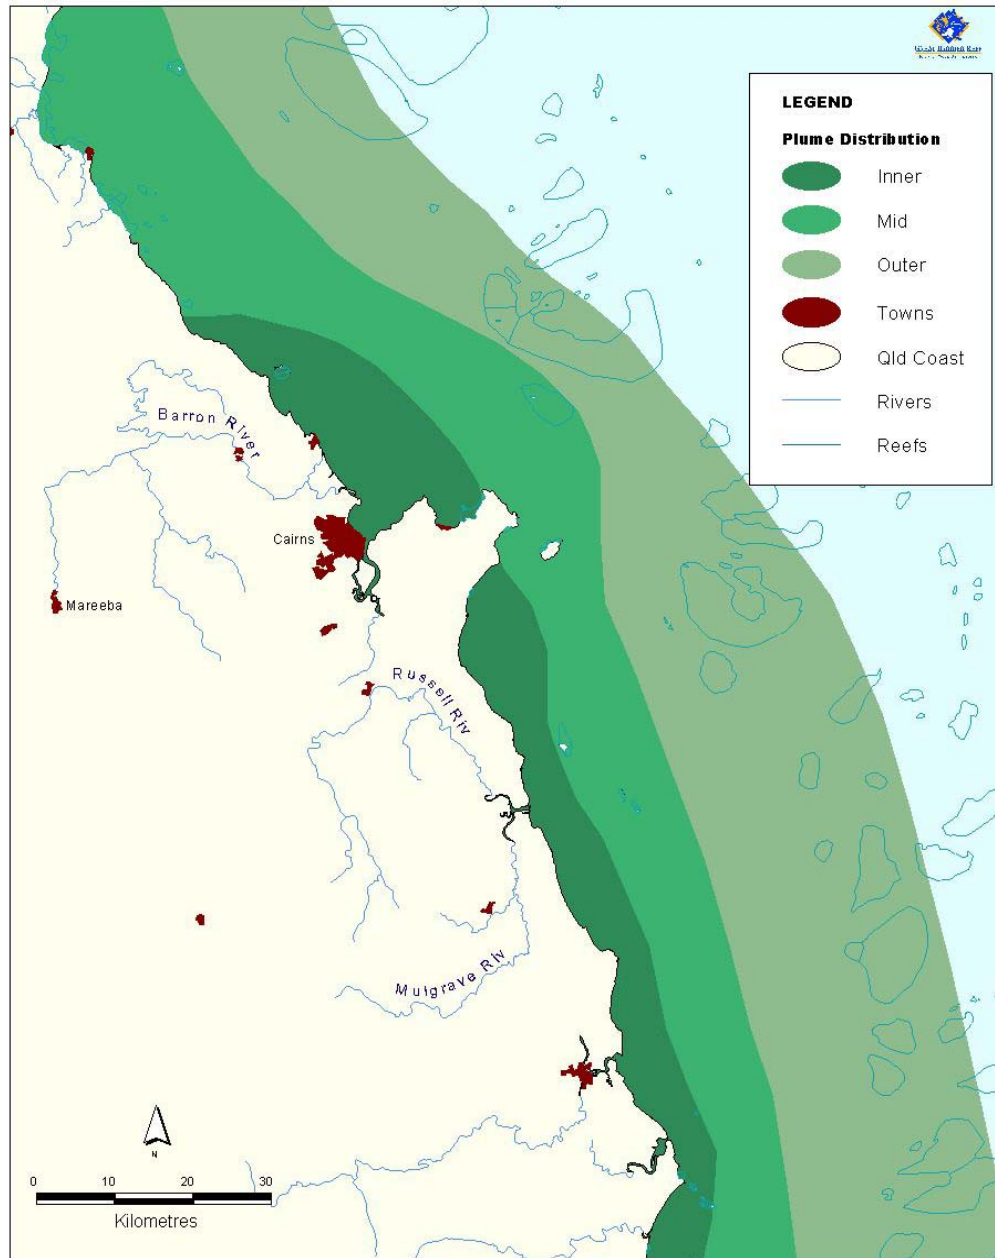 LEGEND
Plume Distribution
Inner
Mid
Outer
Towns
Qld Coast
Rivers
Reefs
Barron River
Cairns
Mareeba
Russell Riv
Mulgrave Riv
N
0 10 20 30
Kilometres